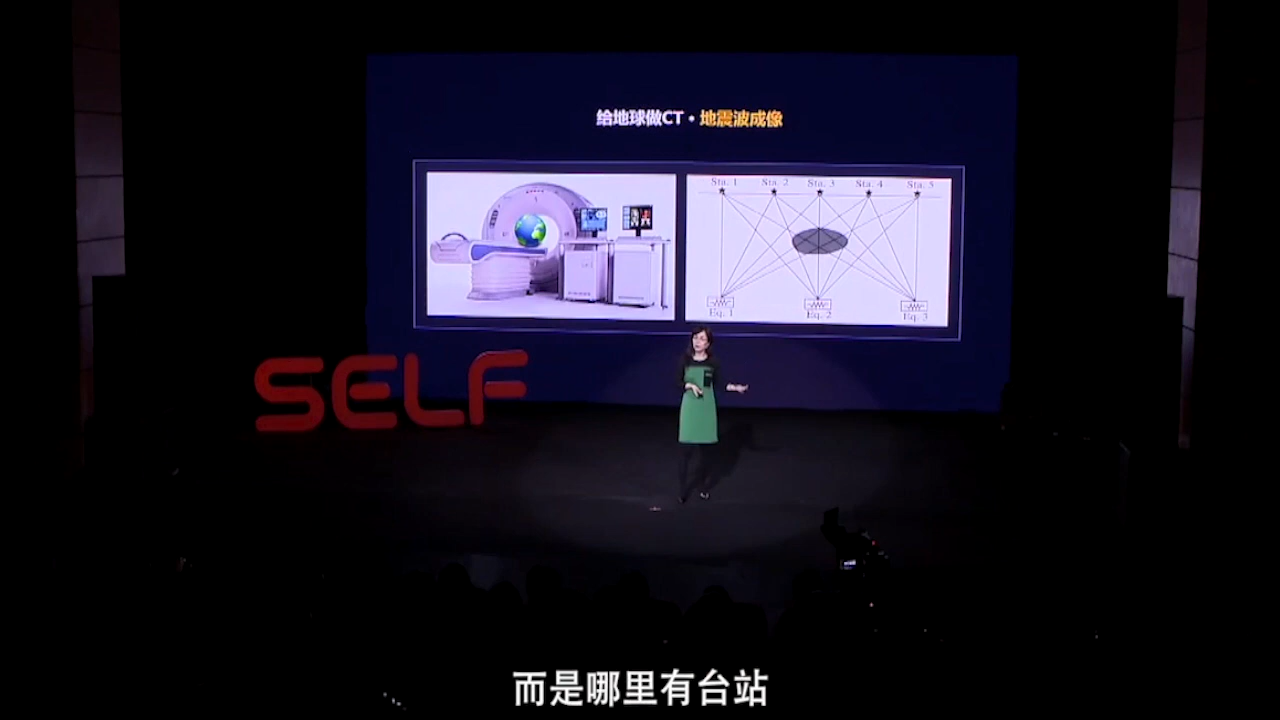 给地球做CT·地震波成像
Sta. 1 Sta. 2 Sta. 3 Sta. 4 Sta. 5
Eq. 1 Eq. 2 Eq. 3
SELF
而是哪里有台站